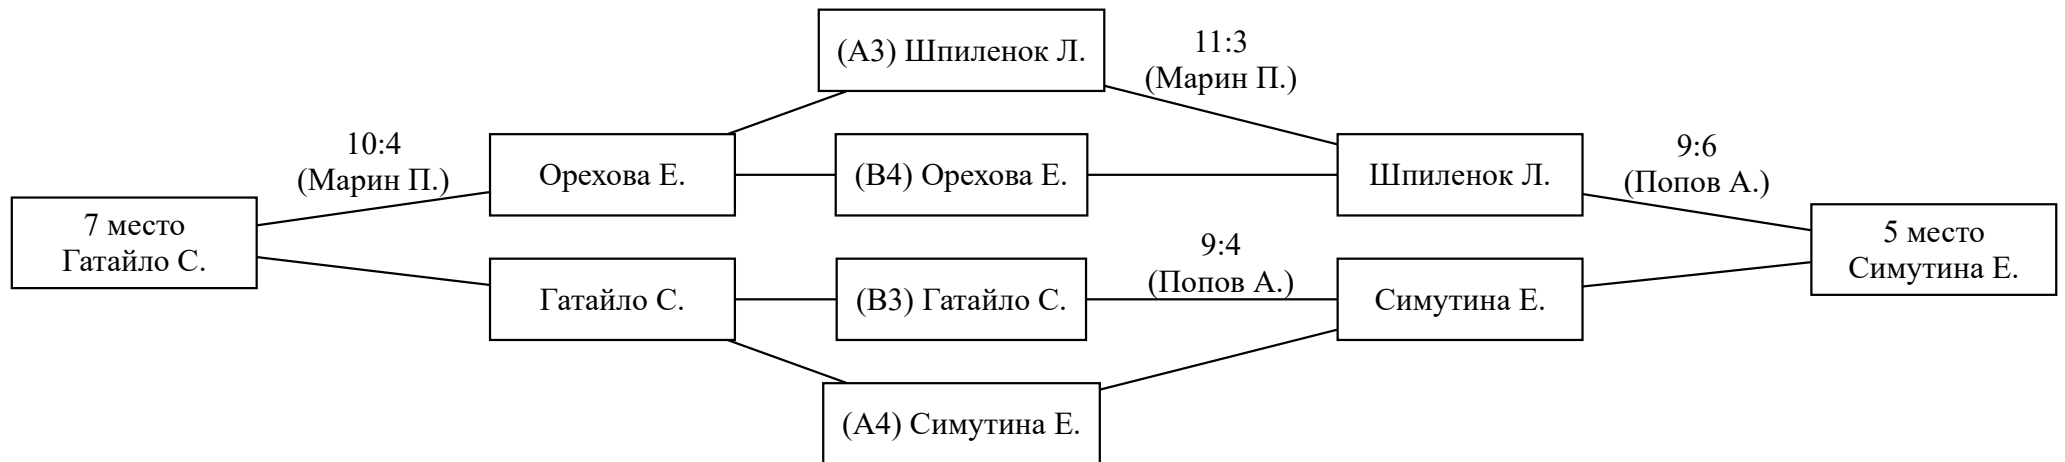 (A3) Шпиленок Л.
11:3
(Марин П.)
10:4
(Марин П.)
Орехова Е.
(B4) Орехова Е.
Шпиленок Л.
9:6
(Попов А.)
7 место
Гатайло С.
5 место
Симутина Е.
9:4
(Попов А.)
Гатайло С.
(B3) Гатайло С.
Симутина Е.
(A4) Симутина Е.